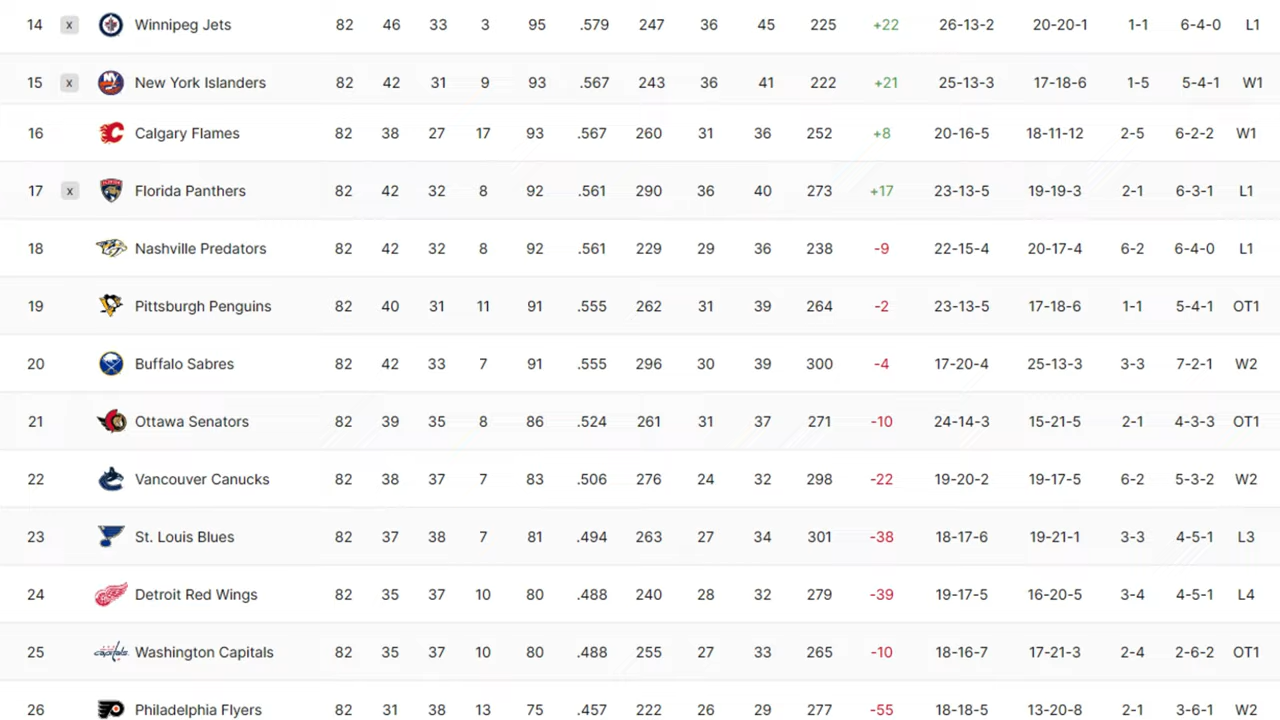 14 x Winnipeg Jets 82 46 33 3 95 .579 247 36 45 225 +22 26-13-2 20-20-1 1-1 6-4-0 L1
15 x New York Islanders 82 42 31 9 93 .567 243 36 41 222 +21 25-13-3 17-18-6 1-5 5-4-1 W1
16 Calgary Flames 82 38 27 17 93 .567 260 31 36 252 +8 20-16-5 18-11-12 2-5 6-2-2 W1
17 x Florida Panthers 82 42 32 8 92 .561 290 36 40 273 +17 23-13-5 19-19-3 2-1 6-3-1 L1
18 Nashville Predators 82 42 32 8 92 .561 229 29 36 238 -9 22-15-4 20-17-4 6-2 6-4-0 L1
19 Pittsburgh Penguins 82 40 31 11 91 .555 262 31 39 264 -2 23-13-5 17-18-6 1-1 5-4-1 OT1
20 Buffalo Sabres 82 42 33 7 91 .555 296 30 39 300 -4 17-20-4 25-13-3 3-3 7-2-1 W2
21 Ottawa Senators 82 39 35 8 86 .524 261 31 37 271 -10 24-14-3 15-21-5 2-1 4-3-3 OT1
22 Vancouver Canucks 82 38 37 7 83 .506 276 24 32 298 -22 19-20-2 19-17-5 6-2 5-3-2 W2
23 St. Louis Blues 82 37 38 7 81 .494 263 27 34 301 -38 18-17-6 19-21-1 3-3 4-5-1 L3
24 Detroit Red Wings 82 35 37 10 80 .488 240 28 32 279 -39 19-17-5 16-20-5 3-4 4-5-1 L4
25 capitals Washington Capitals 82 35 37 10 80 .488 255 27 33 265 -10 18-16-7 17-21-3 2-4 2-6-2 OT1
26 Philadelphia Flyers 82 31 38 13 75 .457 222 26 29 277 -55 18-18-5 13-20-8 2-1 3-6-1 W2